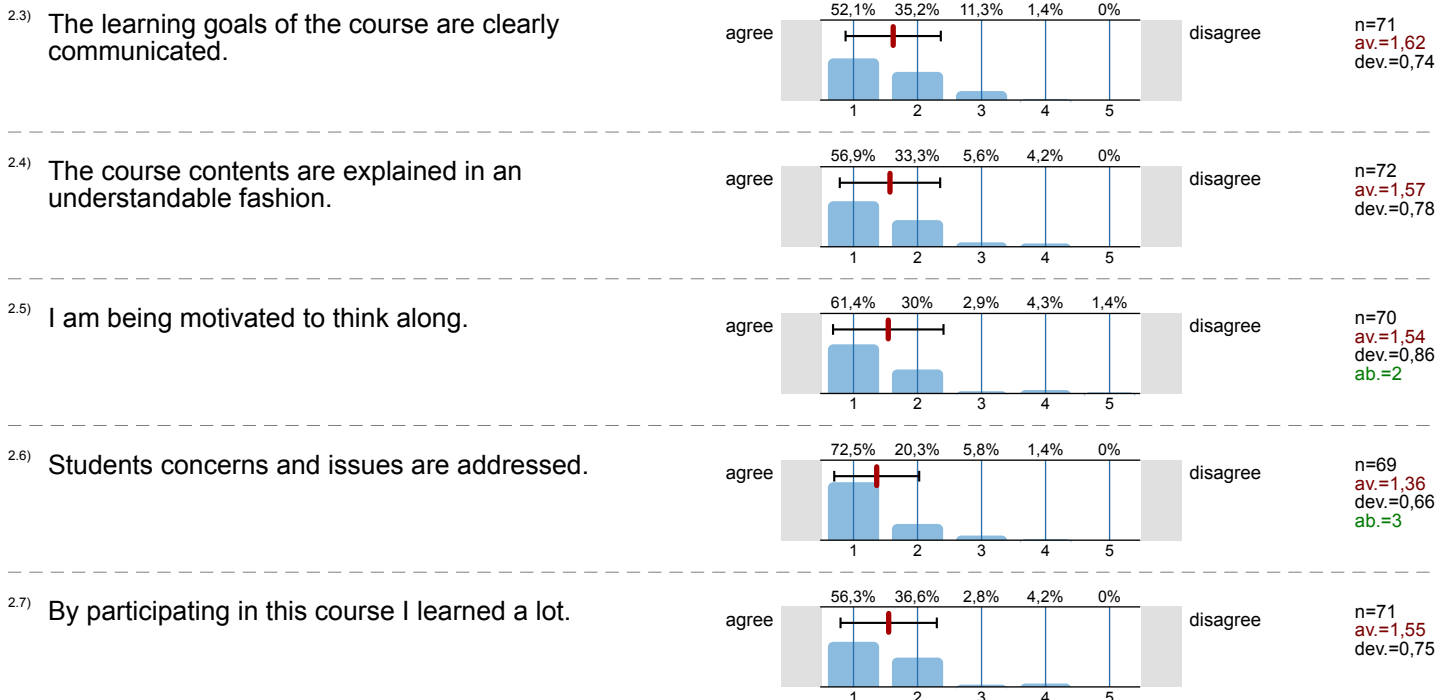 2.3) The learning goals of the course are clearly
communicated.
52,1% 35,2% 11,3% 1,4% 0%
agree disagree
1 2 3 4 5
n=71
av.=1,62
dev.=0,74
2.4) The course contents are explained in an
understandable fashion.
56,9% 33,3% 5,6% 4,2% 0%
agree disagree
1 2 3 4 5
n=72
av.=1,57
dev.=0,78
2.5) I am being motivated to think along.
61,4% 30% 2,9% 4,3% 1,4%
agree disagree
1 2 3 4 5
n=70
av.=1,54
dev.=0,86
ab.=2
2.6) Students concerns and issues are addressed.
72,5% 20,3% 5,8% 1,4% 0%
agree disagree
1 2 3 4 5
n=69
av.=1,36
dev.=0,66
ab.=3
2.7) By participating in this course I learned a lot.
56,3% 36,6% 2,8% 4,2% 0%
agree disagree
1 2 3 4 5
n=71
av.=1,55
dev.=0,75